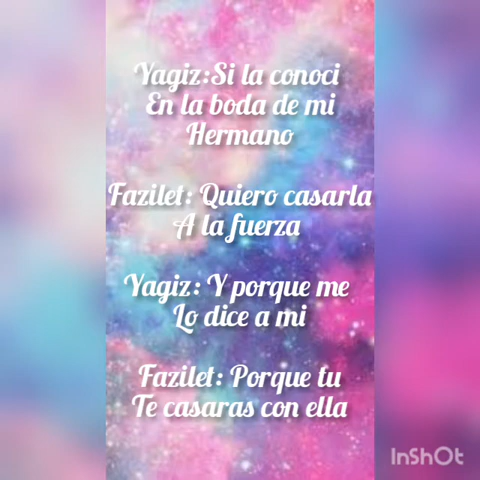 Yagiz:Si la conoci
En la boda de mi
Hermano
Fazilet: Quiero casarla
A la fuerza
Yagiz: Y porque me
Lo dice a mi
Fazilet: Porque tu
Te casaras con ella
InShOt